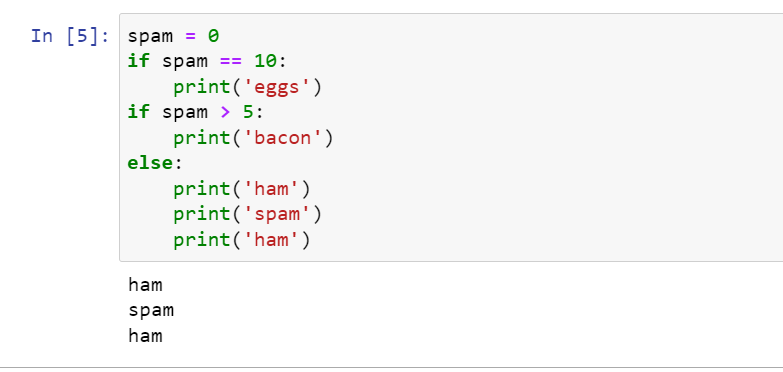 In [5]: spam = 0
if spam == 10:
    print('eggs')
if spam > 5:
    print('bacon')
else:
    print('ham')
    print('spam')
    print('ham')
ham
spam
ham